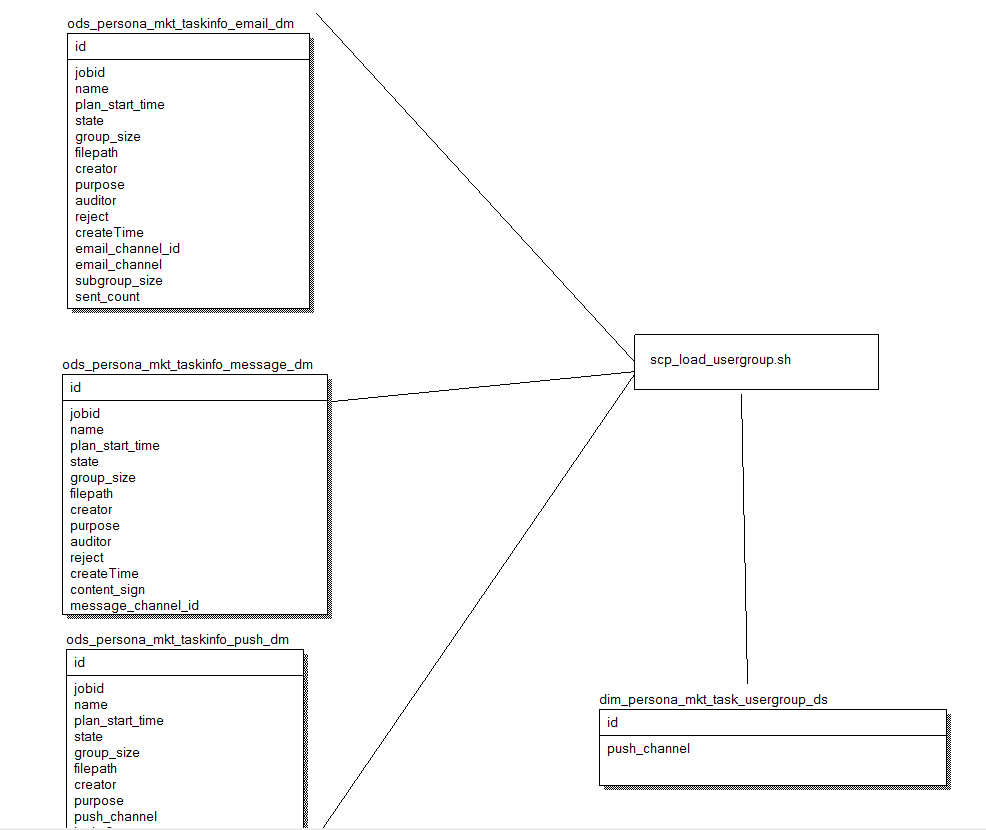 ods_persona_mkt_taskinfo_email_dm
id
jobid
name
plan_start_time
state
group_size
filepath
creator
purpose
auditor
reject
createTime
email_channel_id
email_channel
subgroup_size
sent_count
ods_persona_mkt_taskinfo_message_dm
id
jobid
name
plan_start_time
state
group_size
filepath
creator
purpose
auditor
reject
createTime
content_sign
message_channel_id
ods_persona_mkt_taskinfo_push_dm
id
jobid
name
plan_start_time
state
group_size
filepath
creator
purpose
push_channel
scp_load_usergroup.sh
dim_persona_mkt_task_usergroup_ds
id
push_channel